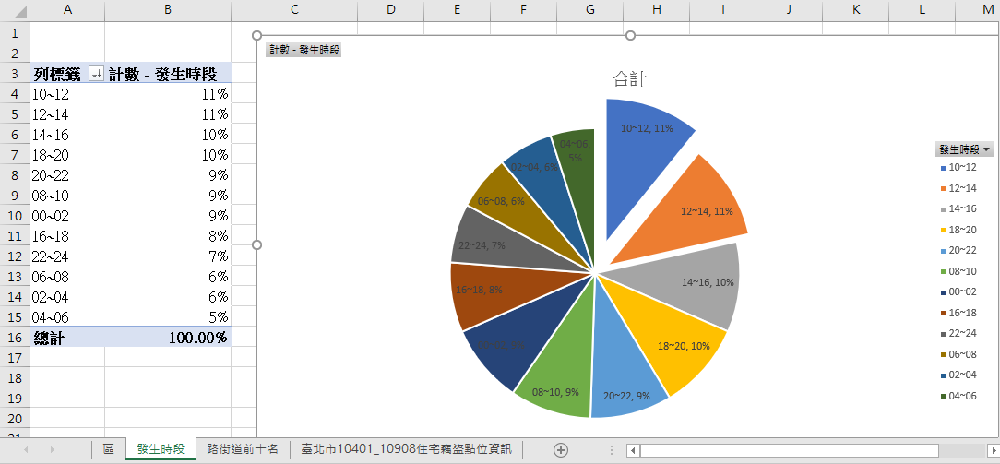 A B C D E F G H I J K L M
1
2
3 列標籤 計數 - 發生時段
4 10~12 11%
5 12~14 11%
6 14~16 10%
7 18~20 10%
8 20~22 9%
9 08~10 9%
10 00~02 9%
11 16~18 8%
12 22~24 7%
13 06~08 6%
14 02~04 6%
15 04~06 5%
16 總計 100.00%
17
18
19
20
21
計數 - 發生時段
合計
10~12, 11%
12~14, 11%
14~16, 10%
18~20, 10%
20~22, 9%
08~10, 9%
16~18, 8%
22~24, 7%
06~08, 6%
02~04, 6%
04~06,
5%
發生時段
10~12
12~14
14~16
18~20
20~22
08~10
00~02
16~18
22~24
06~08
02~04
04~06
區 發生時段 路街道前十名 臺北市10401_10908住宅竊盜點位資訊